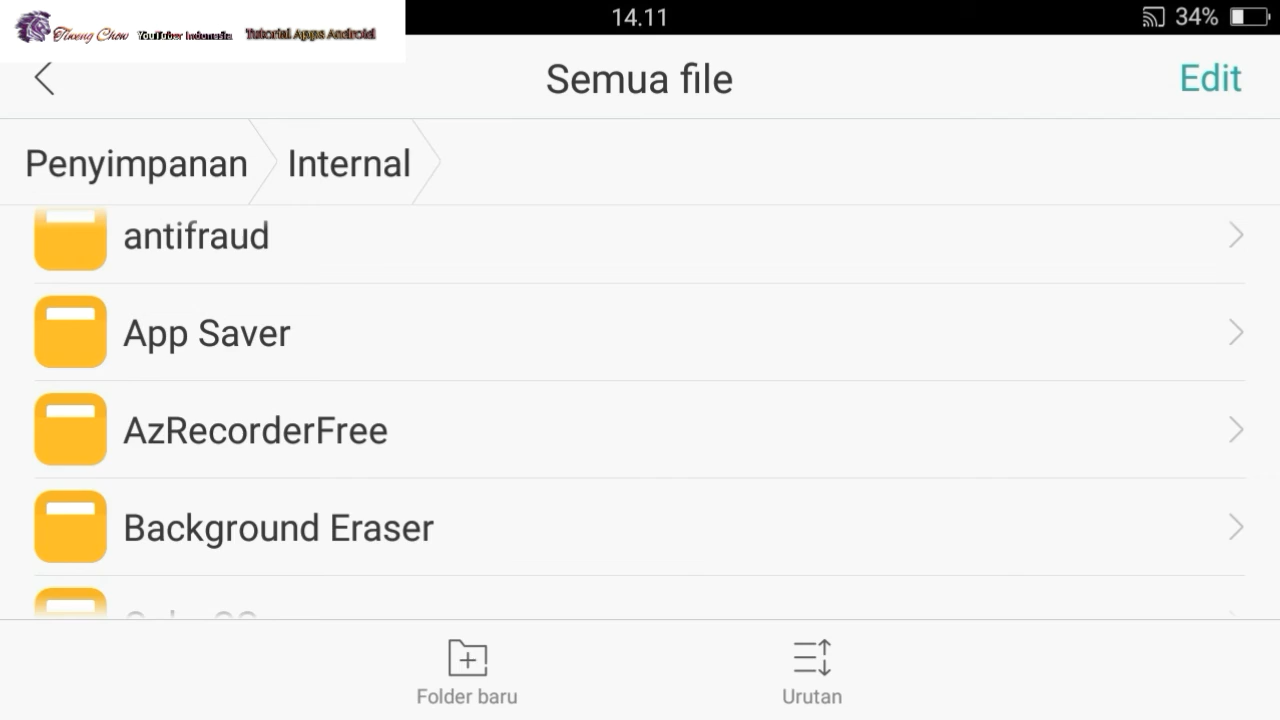 Tiweng Chow YouTuber Indonesia Tutorial Apps Android
14.11
34%
Semua file
Edit
Penyimpanan
Internal
antifraud
App Saver
AzRecorderFree
Background Eraser
Folder baru
Urutan